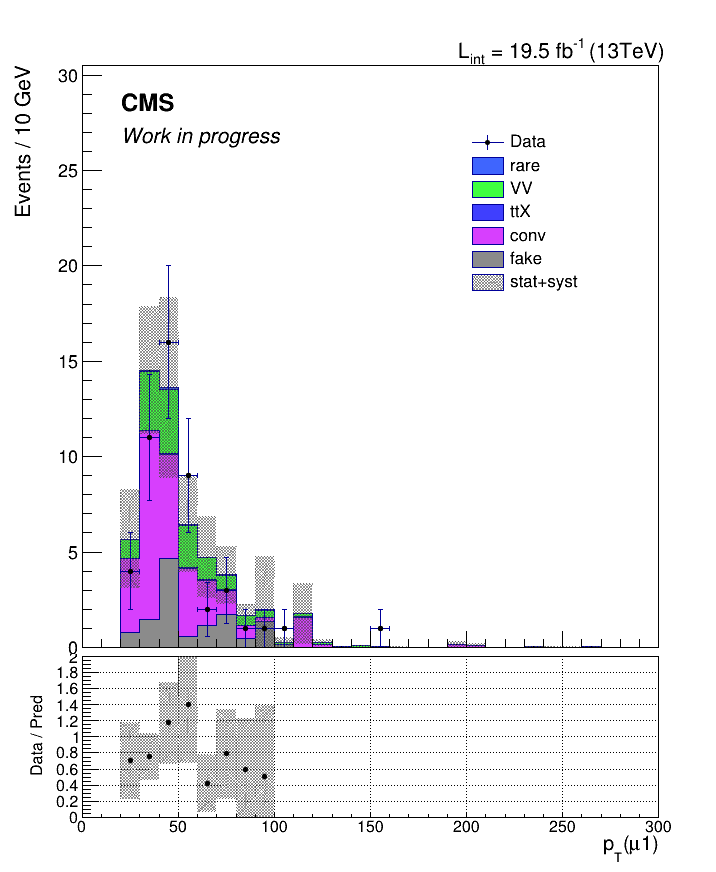 L_int = 19.5 fb^-1 (13TeV)
Events / 10 GeV
30
25
20
15
10
5
0
CMS
Work in progress
Data
rare
VV
ttX
conv
fake
stat+syst
Data / Pred
2
1.8
1.6
1.4
1.2
1
0.8
0.6
0.4
0.2
0
0 50 100 150 200 250 300
p_T(μ1)